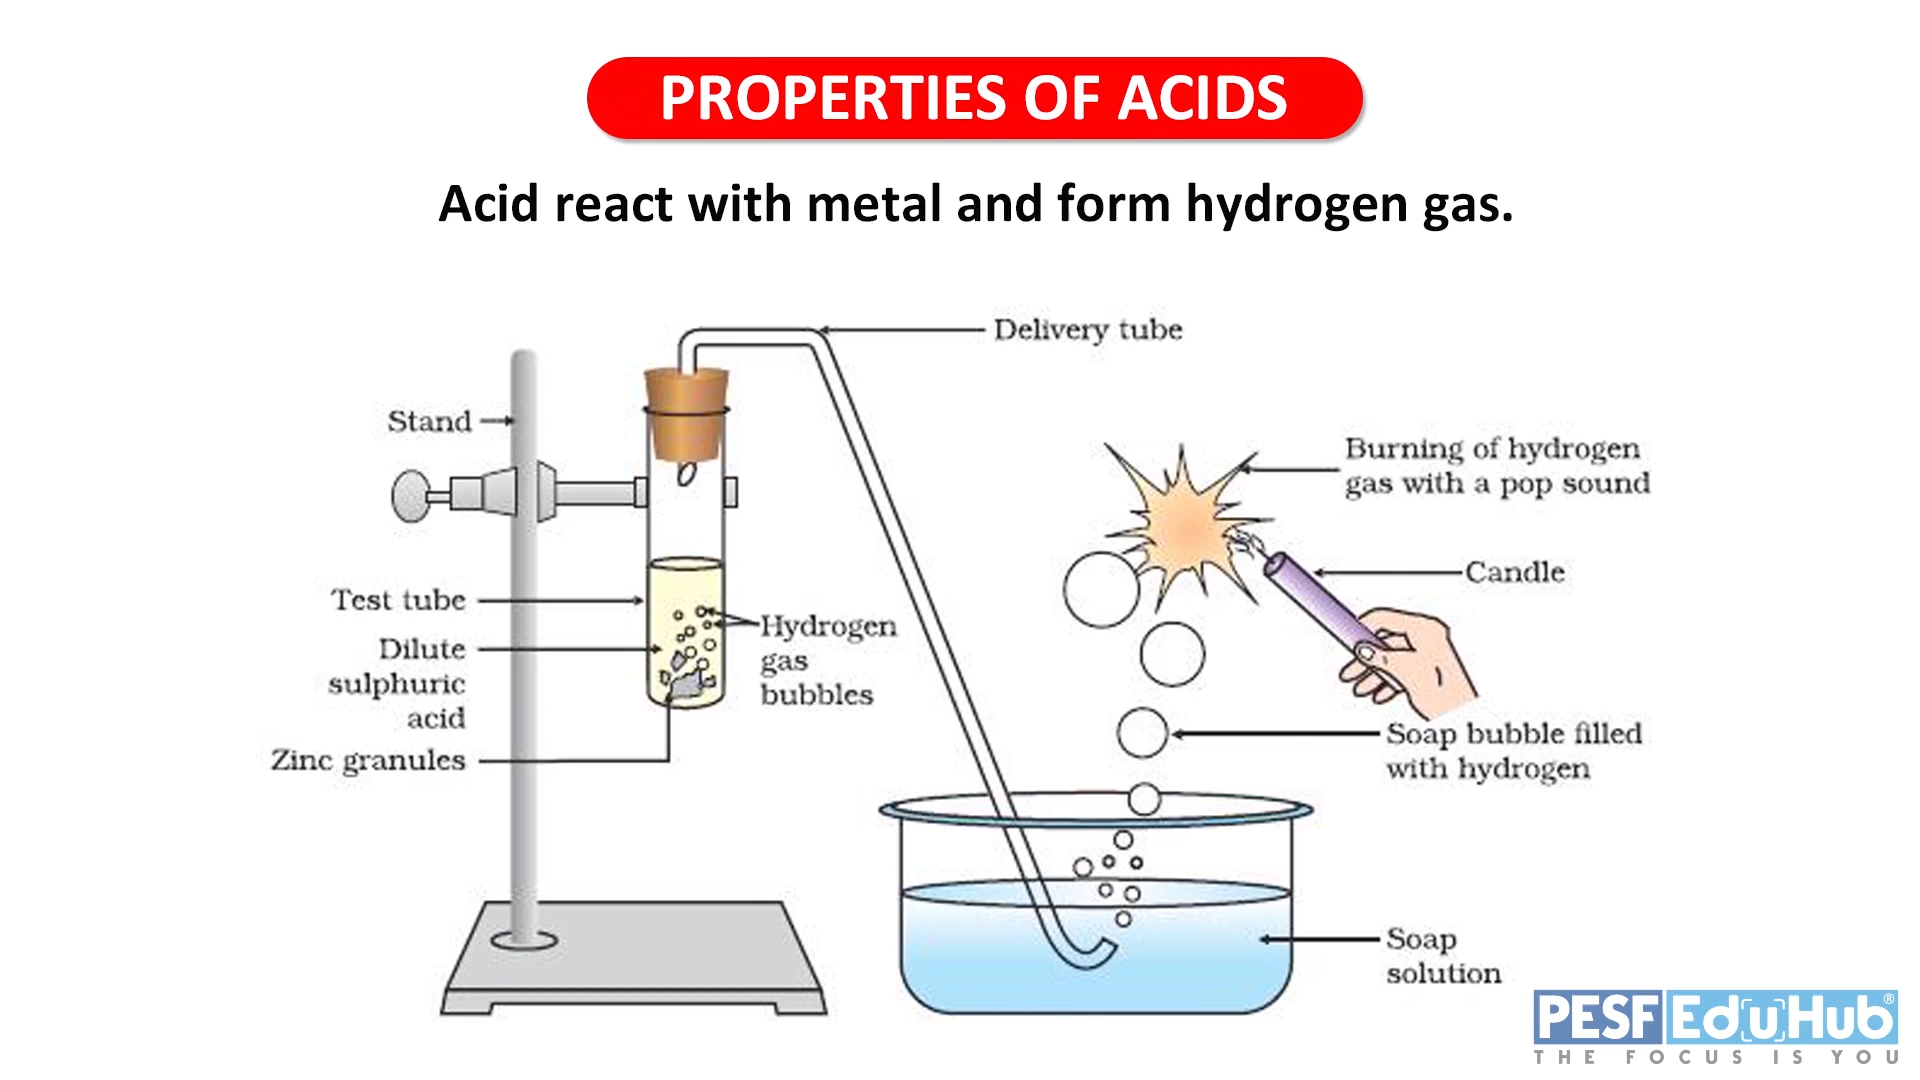 PROPERTIES OF ACIDS
Acid react with metal and form hydrogen gas.
Delivery tube
Stand
Burning of hydrogen
gas with a pop sound
Candle
Test tube
Hydrogen
gas
bubbles
Dilute
sulphuric
acid
Zinc granules
Soap bubble filled
with hydrogen
Soap
solution
PESF EduHub®
THE FOCUS IS YOU